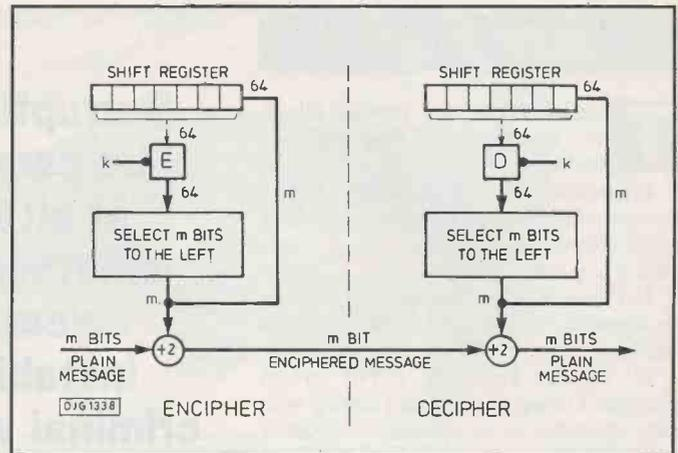 SHIFT REGISTER
64
64
k
E
64
m
SELECT m BITS
TO THE LEFT
m
m BITS
PLAIN
MESSAGE
+2
DJG1338
ENCIPHER
m BIT
ENCIPHERED MESSAGE
SHIFT REGISTER
64
64
D
k
64
m
SELECT m BITS
TO THE LEFT
m
+2
m BITS
PLAIN
MESSAGE
DECIPHER